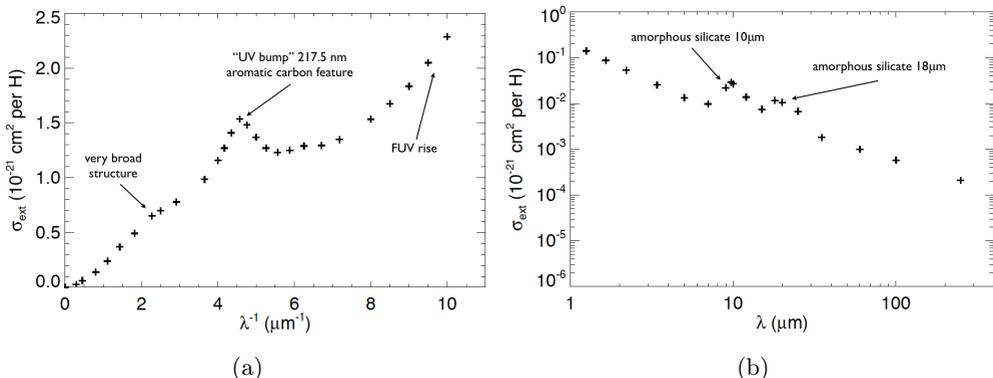 2.5
2.0
1.5
1.0
0.5
0.0
σext (10-21 cm2 per H)
"UV bump" 217.5 nm
aromatic carbon feature
very broad
structure
FUV rise
0 2 4 6 8 10
λ-1 (μm-1)
(a)
100
10-1
10-2
10-3
10-4
10-5
10-6
σext (10-21 cm2 per H)
amorphous silicate 10μm
amorphous silicate 18μm
1 10 100
λ (μm)
(b)